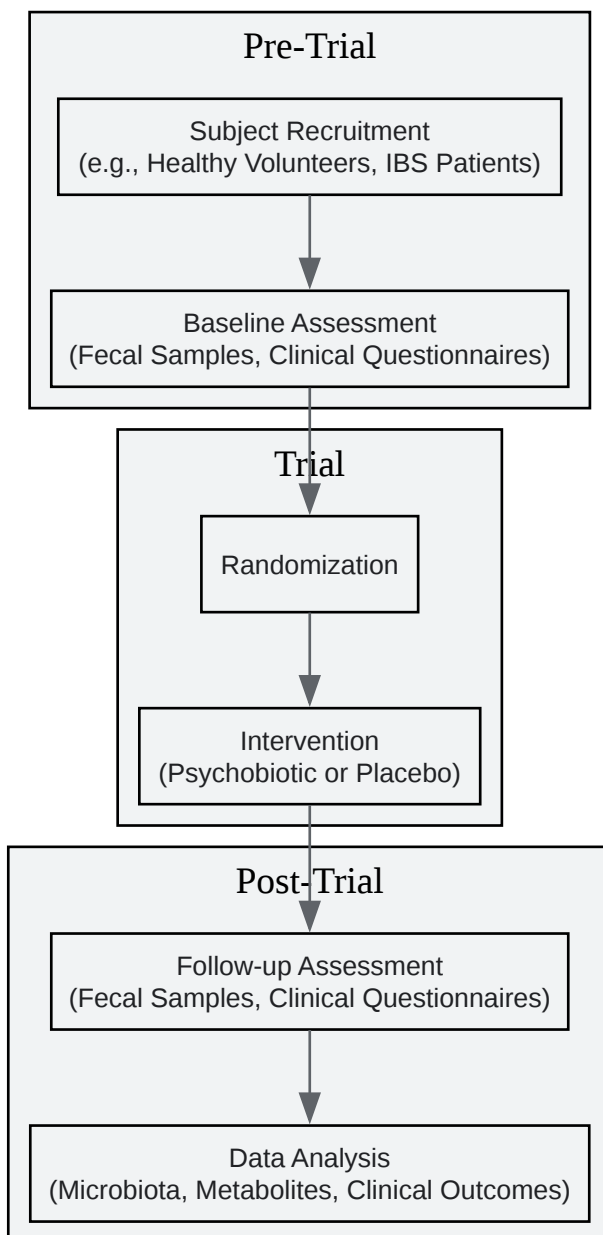 Pre-Trial
Subject Recruitment
(e.g., Healthy Volunteers, IBS Patients)
Baseline Assessment
(Fecal Samples, Clinical Questionnaires)
Trial
Randomization
Intervention
(Psychobiotic or Placebo)
Post-Trial
Follow-up Assessment
(Fecal Samples, Clinical Questionnaires)
Data Analysis
(Microbiota, Metabolites, Clinical Outcomes)